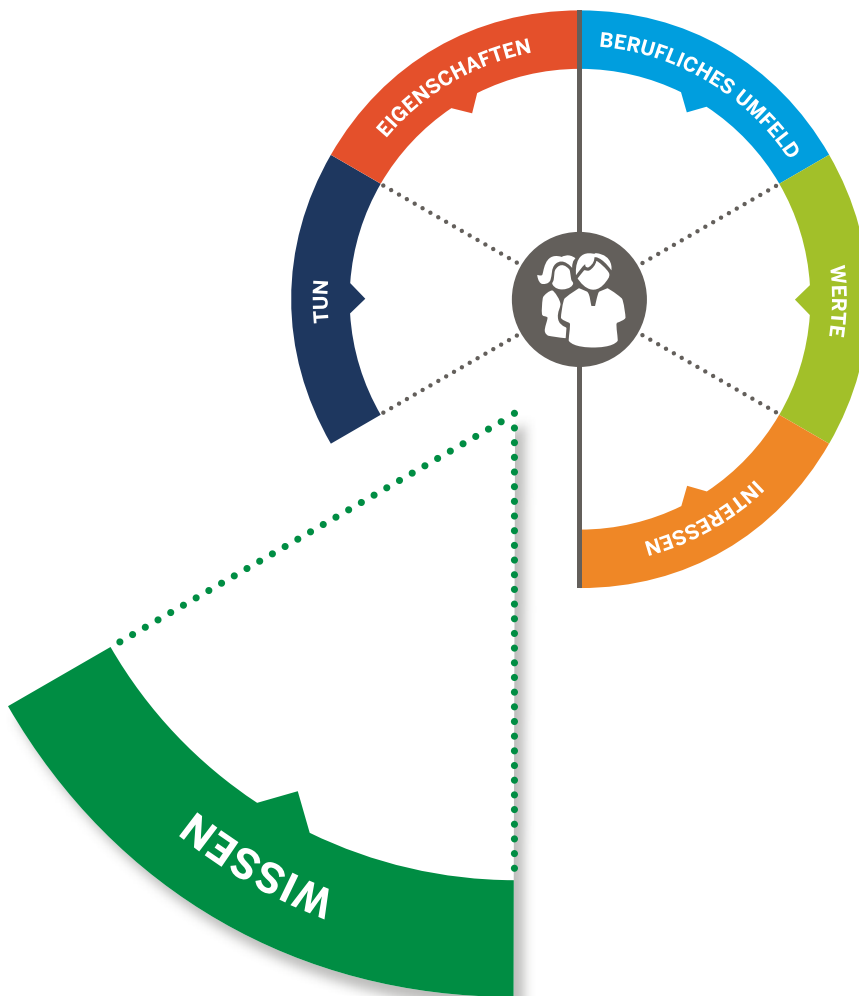 EIGENSCHAFTEN
BERUFLICHES UMFELD
TUN
WERTE
INTERESSEN
WISSEN